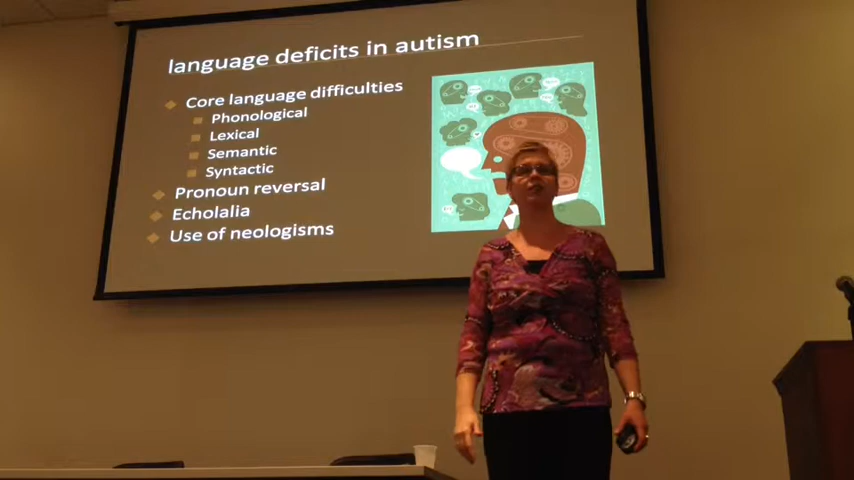 language deficits in autism
Core language difficulties
Phonological
Lexical
Semantic
Syntactic
Pronoun reversal
Echolalia
Use of neologisms